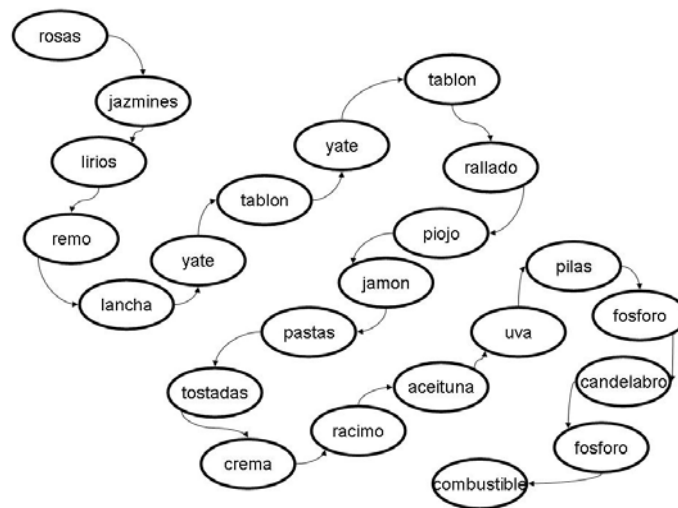 rosas
jazmines
lirios
remo
lancha
yate
tablon
yate
tablon
rallado
piojo
jamon
pastas
tostadas
crema
racimo
aceituna
uva
pilas
fosforo
candelabro
fosforo
combustible